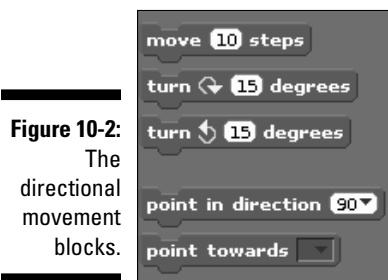 move 10 steps
turn 15 degrees
turn 15 degrees
point in direction 90
point towards
Figure 10-2:
The
directional
movement
blocks.